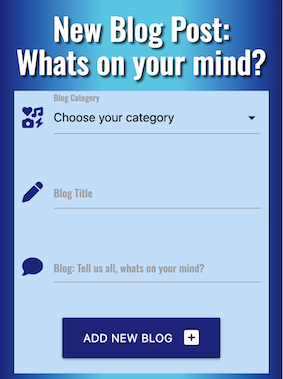 New Blog Post:
Whats on your mind?
Blog Category
Choose your category
Blog Title
Blog: Tell us all, whats on your mind?
ADD NEW BLOG